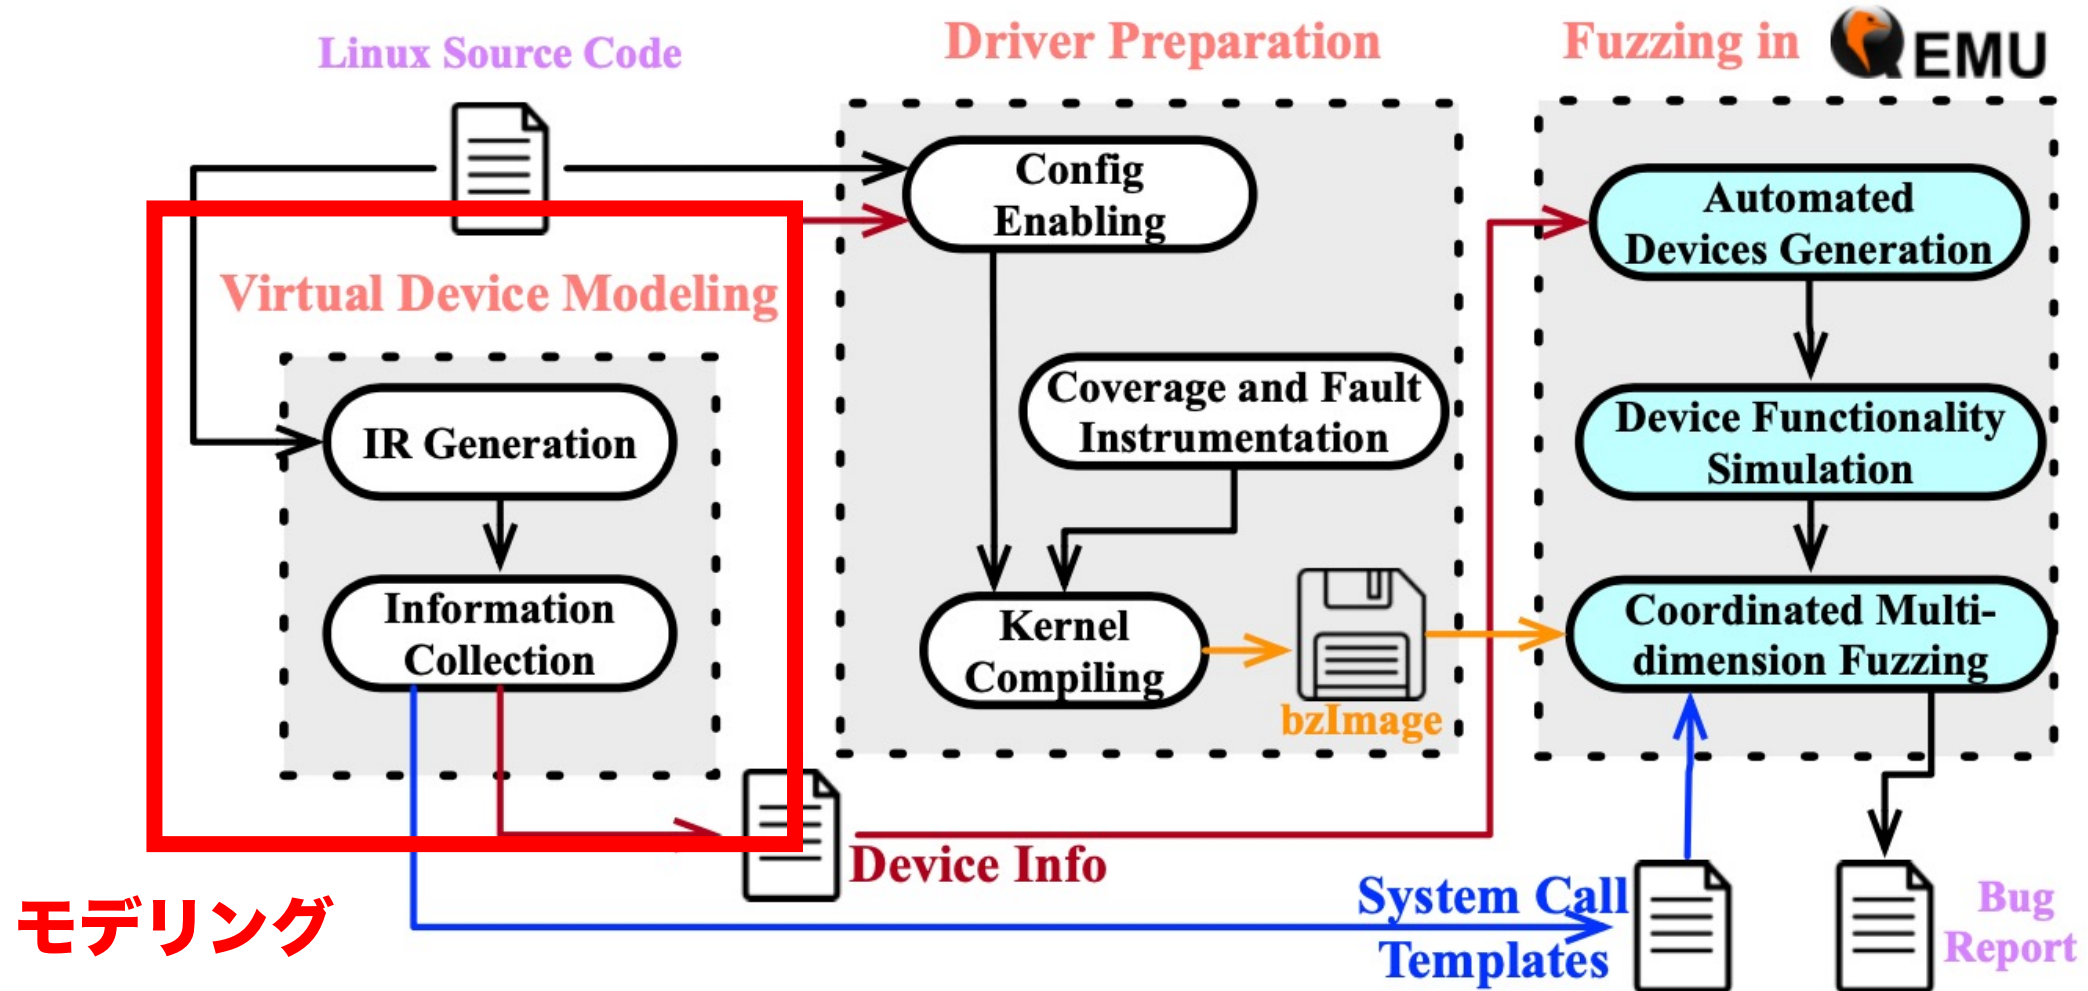 Linux Source Code
Driver Preparation
Fuzzing in QEMU
Config
Enabling
Automated
Devices Generation
Virtual Device Modeling
IR Generation
Coverage and Fault
Instrumentation
Device Functionality
Simulation
Information
Collection
Kernel
Compiling
bzImage
Coordinated Multi-
dimension Fuzzing
Device Info
System Call
Templates
Bug
Report
モデリング